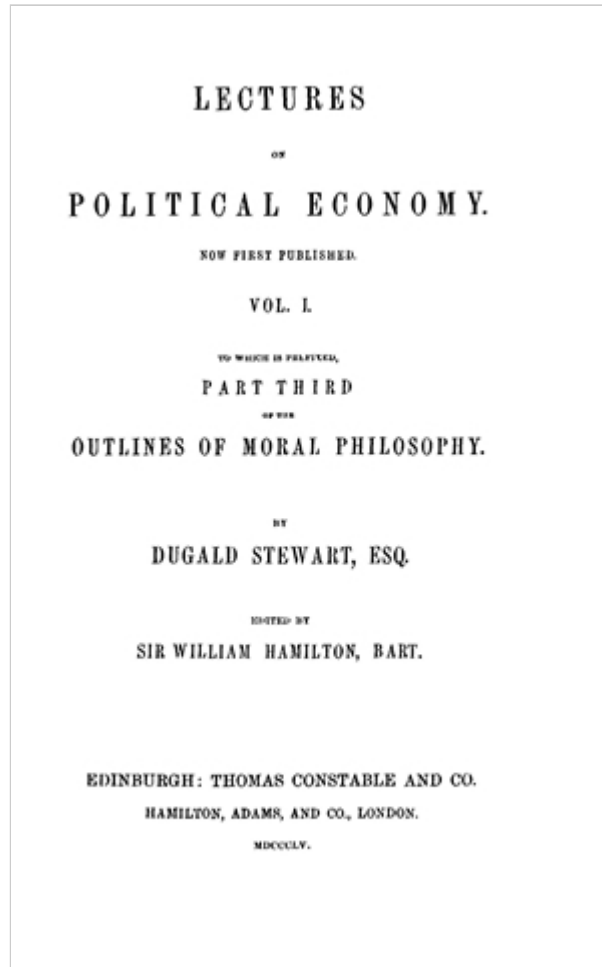 LECTURES
ON
POLITICAL ECONOMY.
NOW FIRST PUBLISHED.
VOL. I.
TO WHICH IS PREFIXED,
PART THIRD
OF THE
OUTLINES OF MORAL PHILOSOPHY.
BY
DUGALD STEWART, ESQ.
EDITED BY
SIR WILLIAM HAMILTON, BART.
EDINBURGH: THOMAS CONSTABLE AND CO.
HAMILTON, ADAMS, AND CO., LONDON.
MDCCCLV.